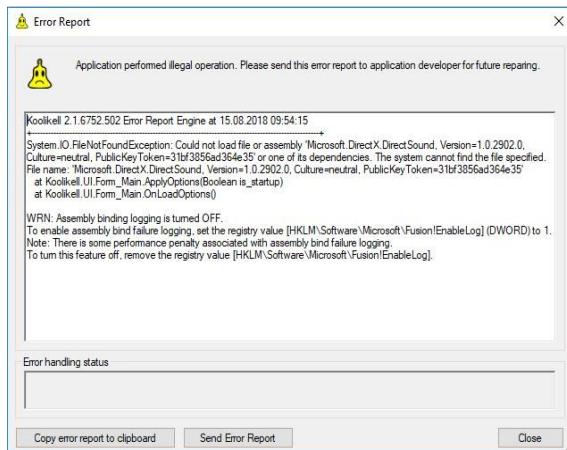 Error Report
Application performed illegal operation. Please send this error report to application developer for future reparing.
Koolikell 2.1.6752.502 Error Report Engine at 15.08.2018 09:54:15
+-----------------------------------------------------------------------------------------+
System.IO.FileNotFoundException: Could not load file or assembly 'Microsoft.DirectX.DirectSound, Version=1.0.2902.0,
Culture=neutral, PublicKeyToken=31bf3856ad364e35' or one of its dependencies. The system cannot find the file specified.
File name: 'Microsoft.DirectX.DirectSound, Version=1.0.2902.0, Culture=neutral, PublicKeyToken=31bf3856ad364e35'
at Koolikell.UI.Form_Main.ApplyOptions(Boolean is_startup)
at Koolikell.UI.Form_Main.OnLoadOptions()
WRN: Assembly binding logging is turned OFF.
To enable assembly bind failure logging, set the registry value [HKLM\Software\Microsoft\Fusion!EnableLog] (DWORD) to 1.
Note: There is some performance penalty associated with assembly bind failure logging.
To turn this feature off, remove the registry value [HKLM\Software\Microsoft\Fusion!EnableLog].
Error handling status
Copy error report to clipboard
Send Error Report
Close